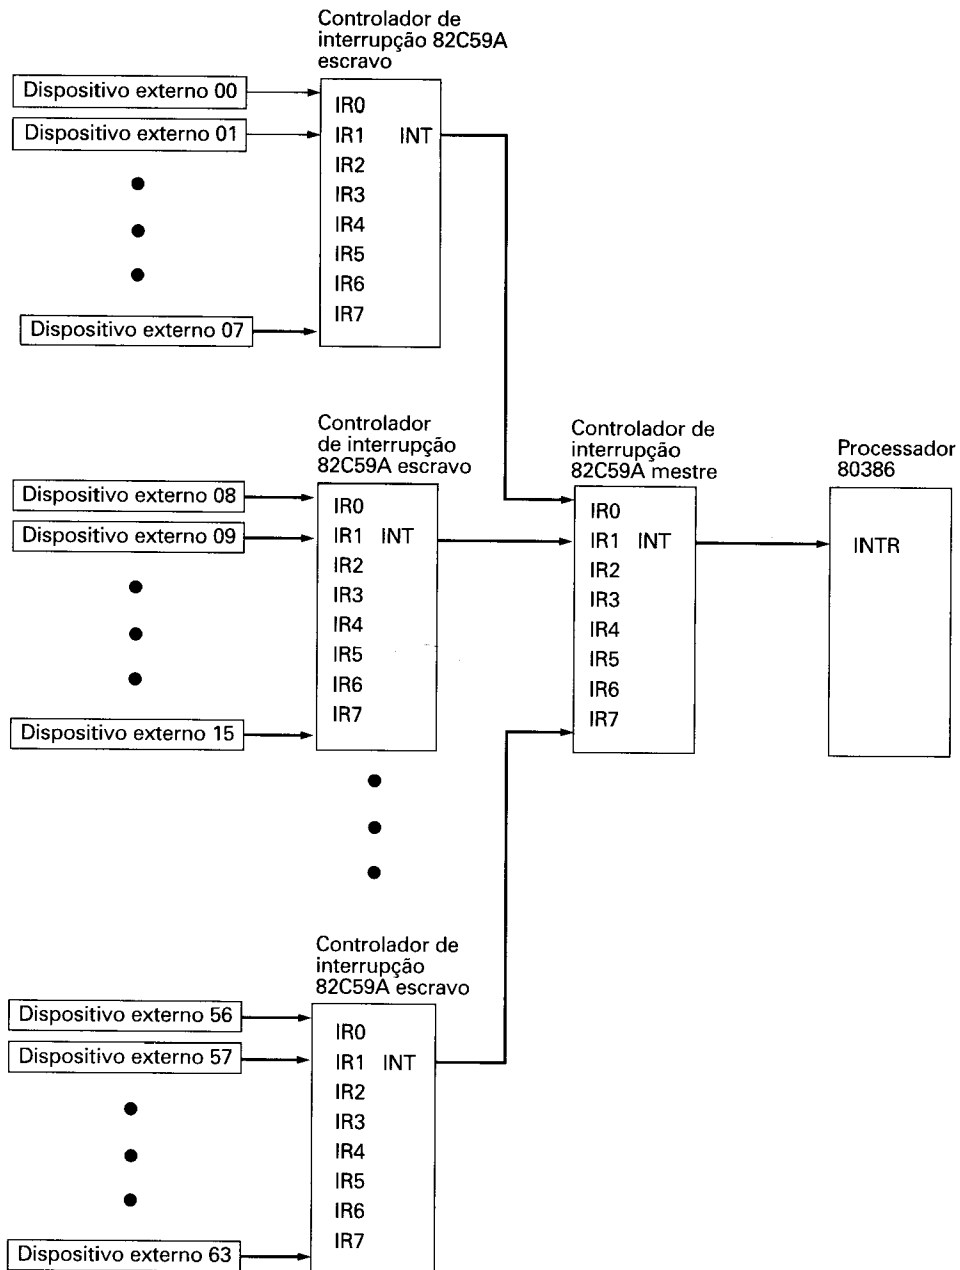 Controlador de
interrupção 82C59A
escravo
Dispositivo externo 00
Dispositivo externo 01
Dispositivo externo 07
IR0
IR1 INT
IR2
IR3
IR4
IR5
IR6
IR7
Controlador
de interrupção
82C59A escravo
Dispositivo externo 08
Dispositivo externo 09
Dispositivo externo 15
IR0
IR1 INT
IR2
IR3
IR4
IR5
IR6
IR7
Controlador de
interrupção
82C59A mestre
IR0
IR1 INT
IR2
IR3
IR4
IR5
IR6
IR7
Processador
80386
INTR
Controlador de
interrupção
82C59A escravo
Dispositivo externo 56
Dispositivo externo 57
Dispositivo externo 63
IR0
IR1 INT
IR2
IR3
IR4
IR5
IR6
IR7